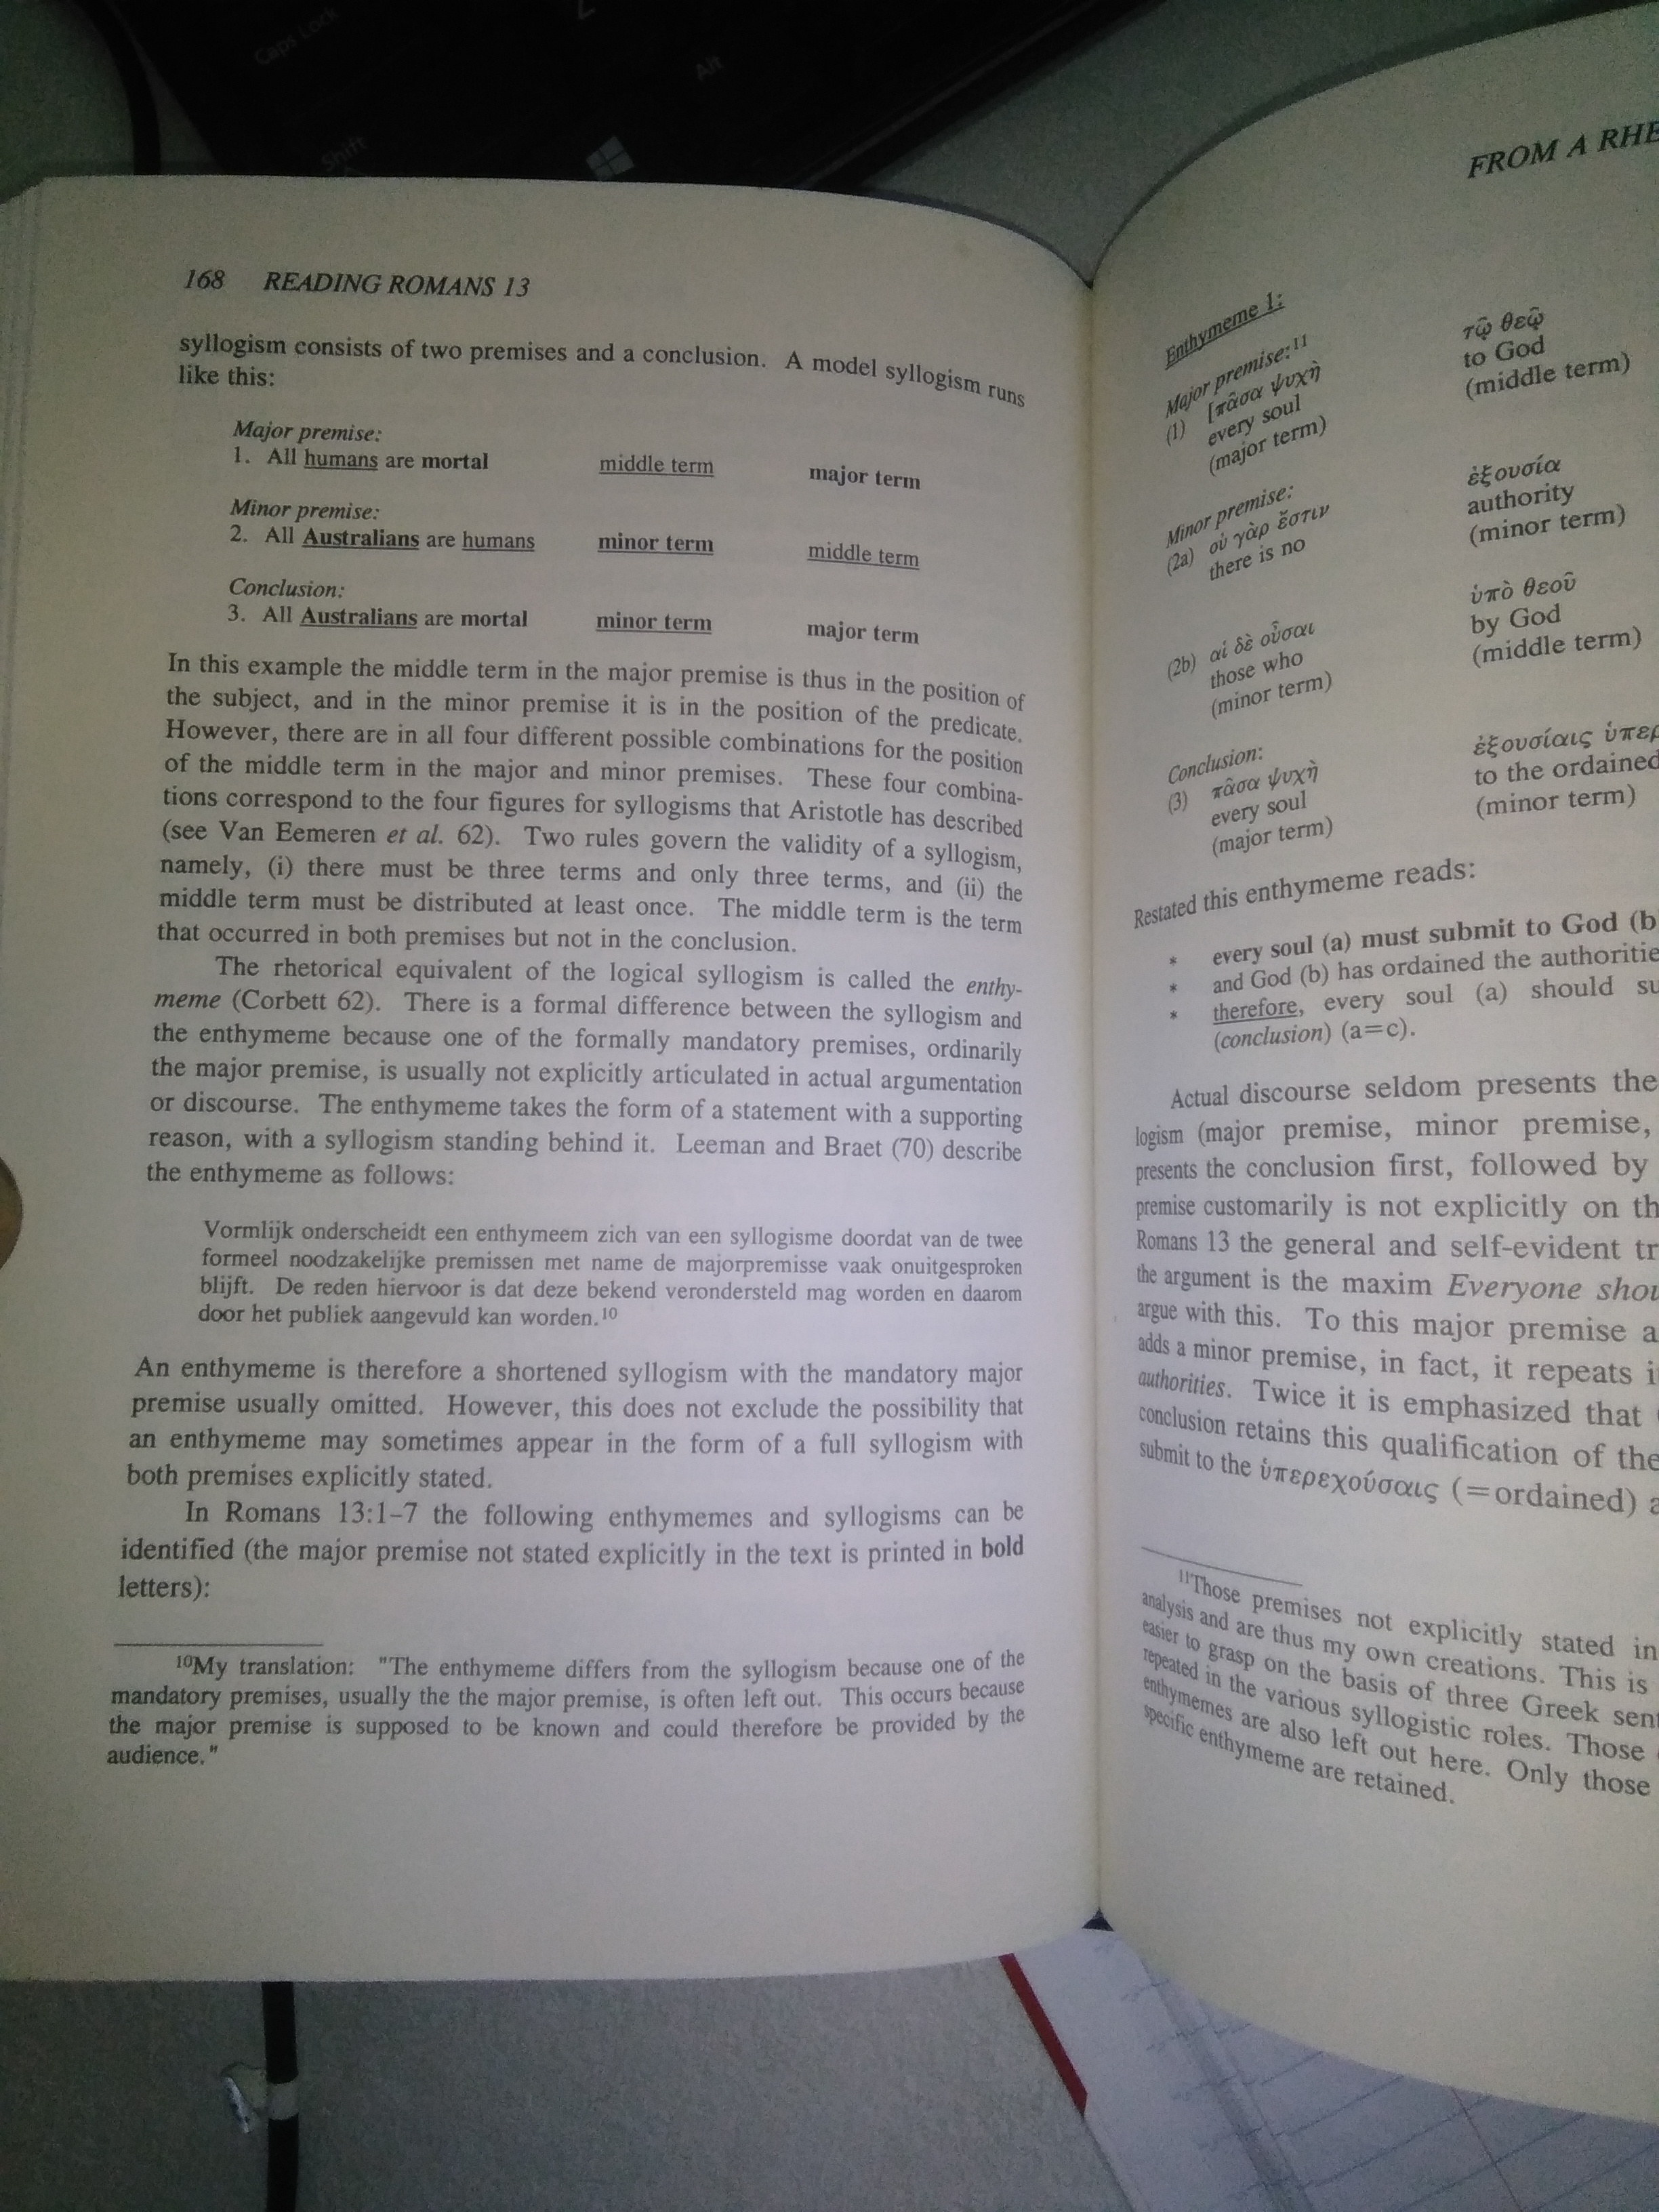 Caps Lock
Shift
Alt
Z
168 READING ROMANS 13
syllogism consists of two premises and a conclusion. A model syllogism runs
like this:
Major premise:
1. All humans are mortal middle term major term
Minor premise:
2. All Australians are humans minor term middle term
Conclusion:
3. All Australians are mortal minor term major term
In this example the middle term in the major premise is thus in the position of
the subject, and in the minor premise it is in the position of the predicate.
However, there are in all four different possible combinations for the position
of the middle term in the major and minor premises. These four combina-
tions correspond to the four figures for syllogisms that Aristotle has described
(see Van Eemeren et al. 62). Two rules govern the validity of a syllogism,
namely, (i) there must be three terms and only three terms, and (ii) the
middle term must be distributed at least once. The middle term is the term
that occurred in both premises but not in the conclusion.
The rhetorical equivalent of the logical syllogism is called the enthy-
meme (Corbett 62). There is a formal difference between the syllogism and
the enthymeme because one of the formally mandatory premises, ordinarily
the major premise, is usually not explicitly articulated in actual argumentation
or discourse. The enthymeme takes the form of a statement with a supporting
reason, with a syllogism standing behind it. Leeman and Braet (70) describe
the enthymeme as follows:
Vormlijk onderscheidt een enthymeem zich van een syllogisme doordat van de twee
formeel noodzakelijke premissen met name de majorpremisse vaak onuitgesproken
blijft. De reden hiervoor is dat deze bekend verondersteld mag worden en daarom
door het publiek aangevuld kan worden.¹⁰
An enthymeme is therefore a shortened syllogism with the mandatory major
premise usually omitted. However, this does not exclude the possibility that
an enthymeme may sometimes appear in the form of a full syllogism with
both premises explicitly stated.
In Romans 13:1-7 the following enthymemes and syllogisms can be
identified (the major premise not stated explicitly in the text is printed in bold
letters):
¹⁰My translation: "The enthymeme differs from the syllogism because one of the
mandatory premises, usually the the major premise, is often left out. This occurs because
the major premise is supposed to be known and could therefore be provided by the
audience."
FROM A RHE
Enthymeme 1:
Major premise:¹¹
(1) [πᾶσα ψυχὴ τῷ θεῷ
every soul to God
(major term) (middle term)
Minor premise:
(2a) οὐ γὰρ ἔστιν ἐξουσία
there is no authority
(minor term)
(2b) αἱ δὲ οὖσαι ὑπὸ θεοῦ
those who by God
(minor term) (middle term)
Conclusion:
(3) πᾶσα ψυχὴ ἐξουσίαις ὑπερ
every soul to the ordained
(major term) (minor term)
Restated this enthymeme reads:
* every soul (a) must submit to God (b
* and God (b) has ordained the authoritie
* therefore, every soul (a) should su
(conclusion) (a=c).
Actual discourse seldom presents the
logism (major premise, minor premise,
presents the conclusion first, followed by
premise customarily is not explicitly on th
Romans 13 the general and self-evident tr
the argument is the maxim Everyone shou
argue with this. To this major premise a
adds a minor premise, in fact, it repeats i
authorities. Twice it is emphasized that
conclusion retains this qualification of the
submit to the ὑπερεχούσαις (=ordained) a
¹¹Those premises not explicitly stated in
analysis and are thus my own creations. This is
easier to grasp on the basis of three Greek sent
repeated in the various syllogistic roles. Those
enthymemes are also left out here. Only those
specific enthymeme are retained.